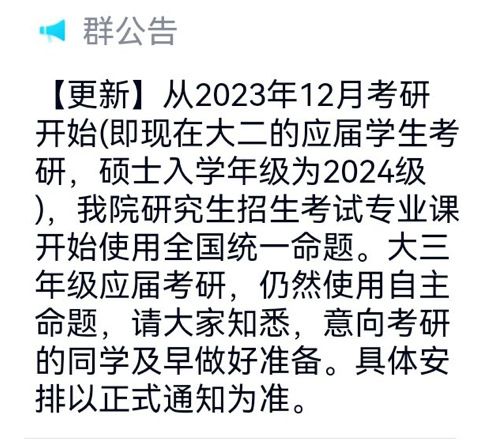 群公告
【更新】从2023年12月考研
开始(即现在大二的应届学生考
研，硕士入学年级为2024级
)，我院研究生招生考试专业课
开始使用全国统一命题。大三
年级应届考研，仍然使用自主
命题，请大家知悉，意向考研
的同学及早做好准备。具体安
排以正式通知为准。